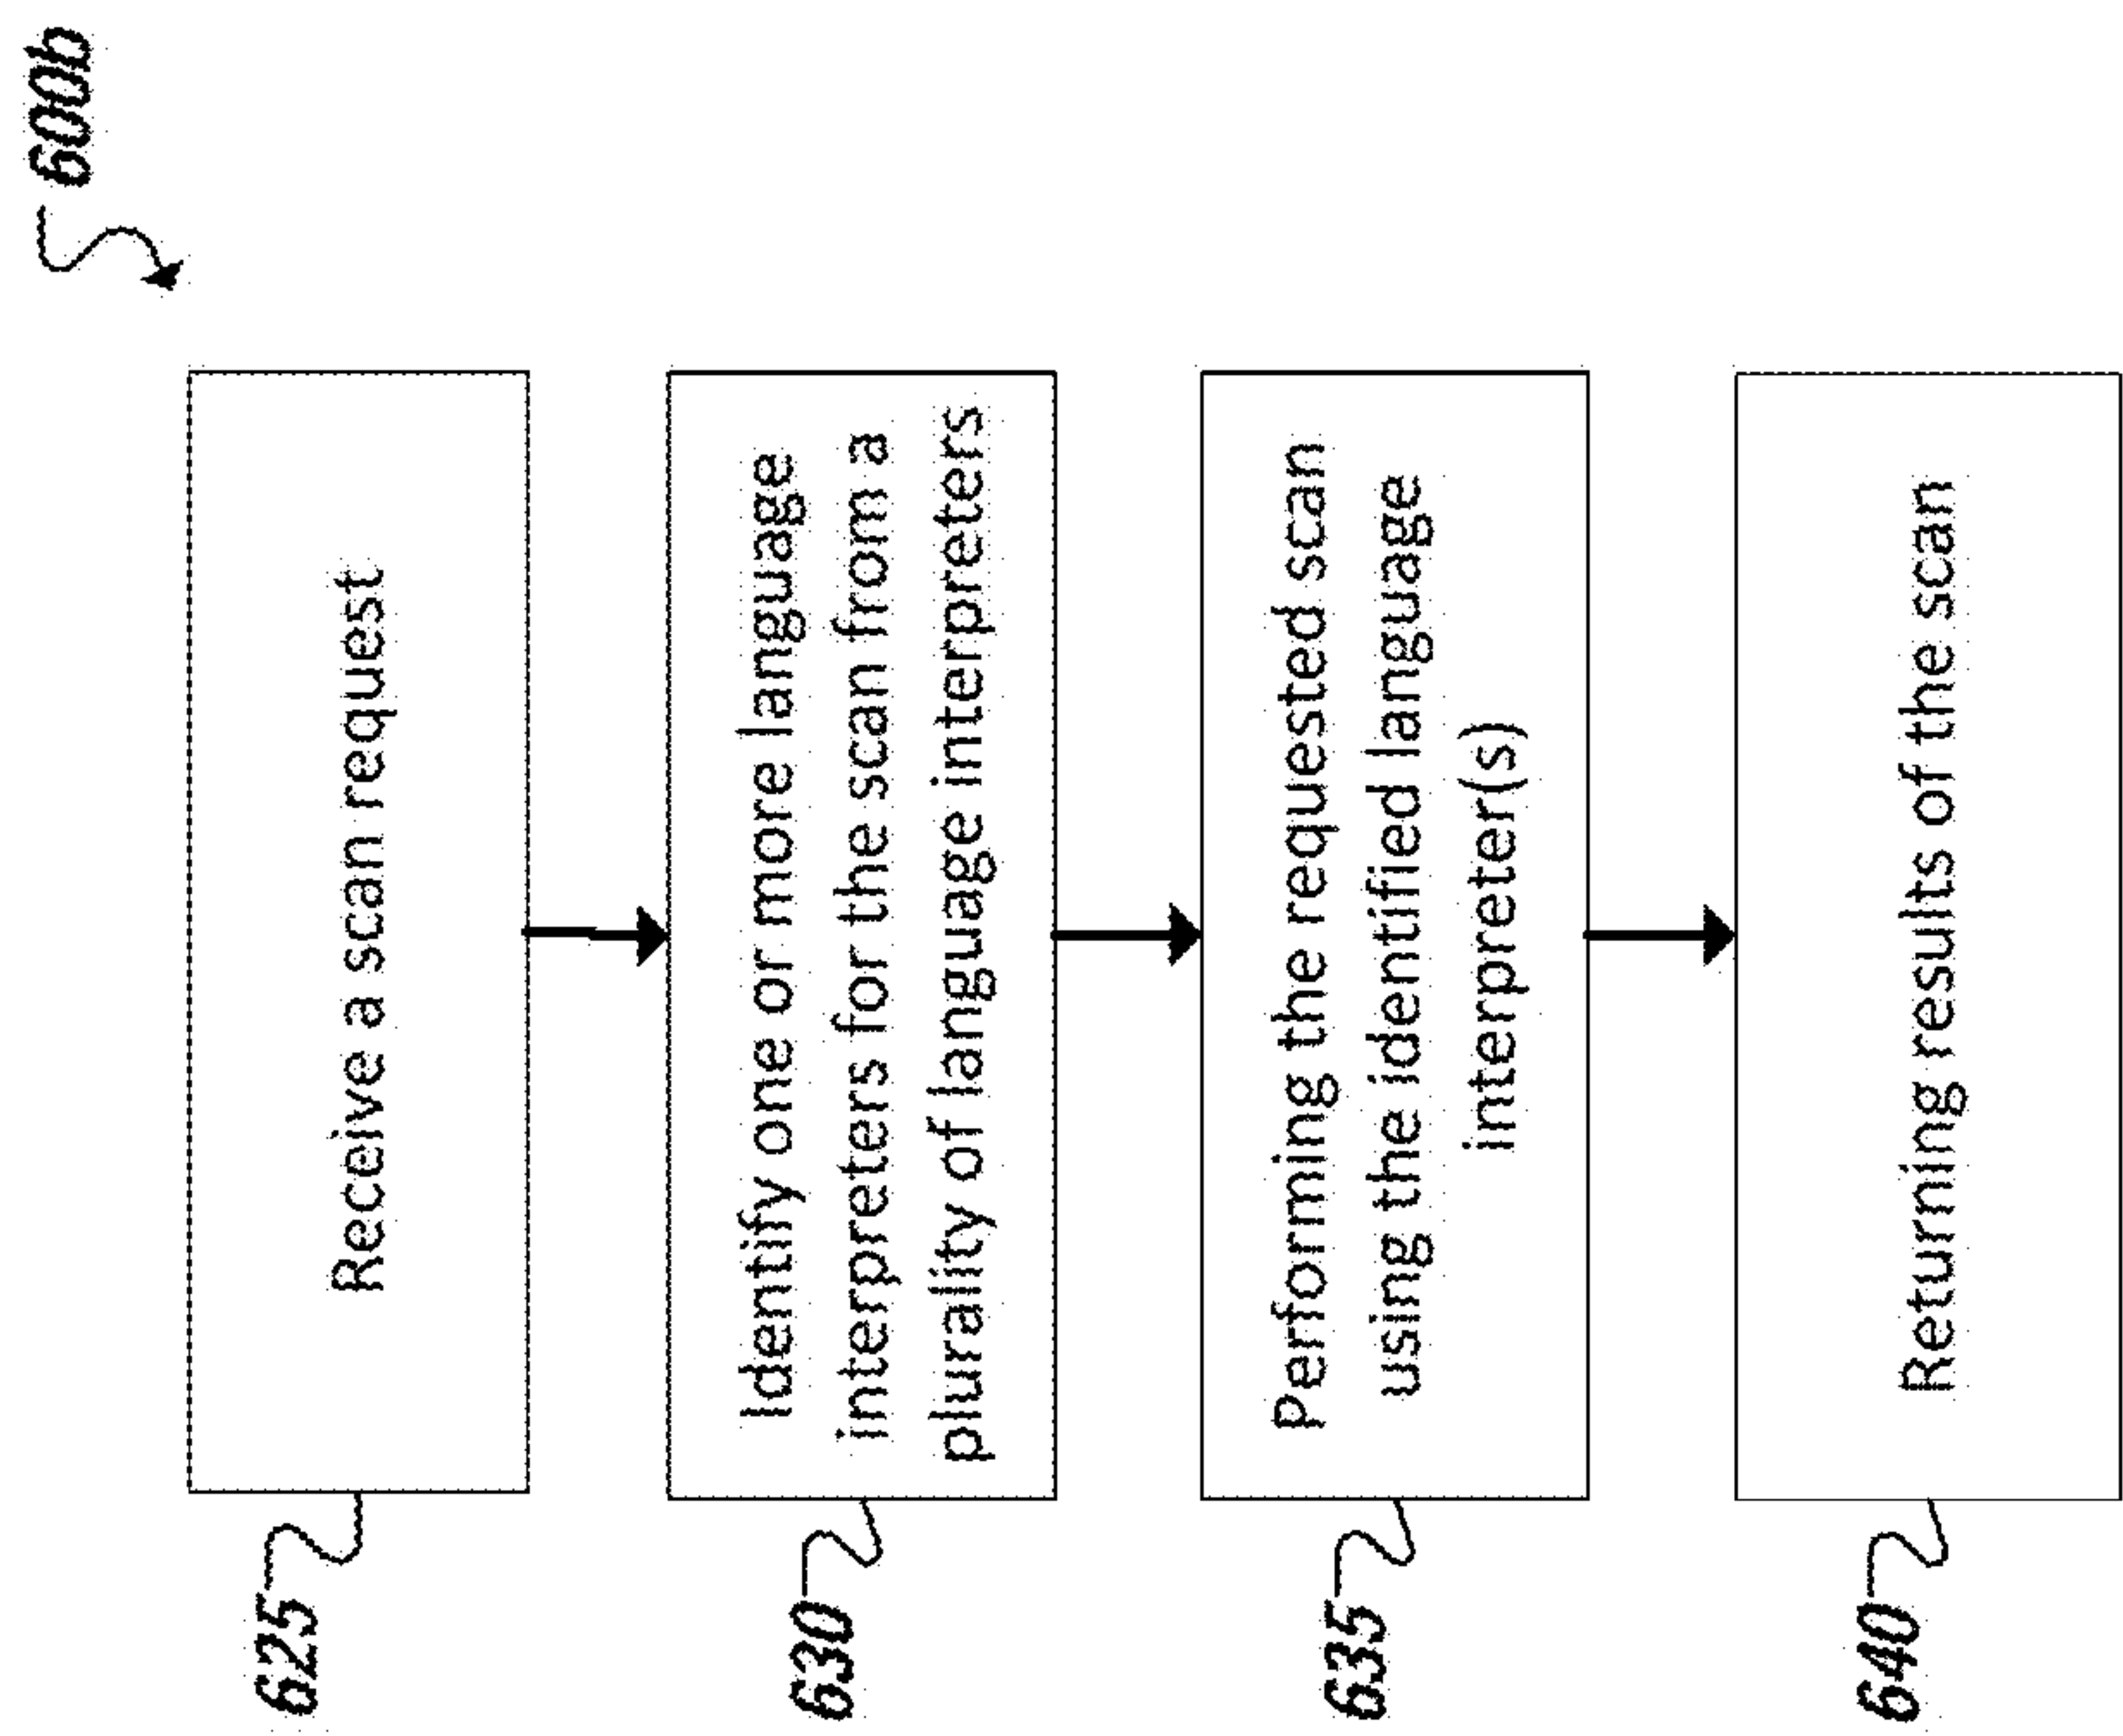 600b
625
Receive a scan request
630
Identify one or more language
interpreters for the scan from a
plurality of language interpreters
635
Performing the requested scan
using the identified language
interpreter(s)
640
Returning results of the scan